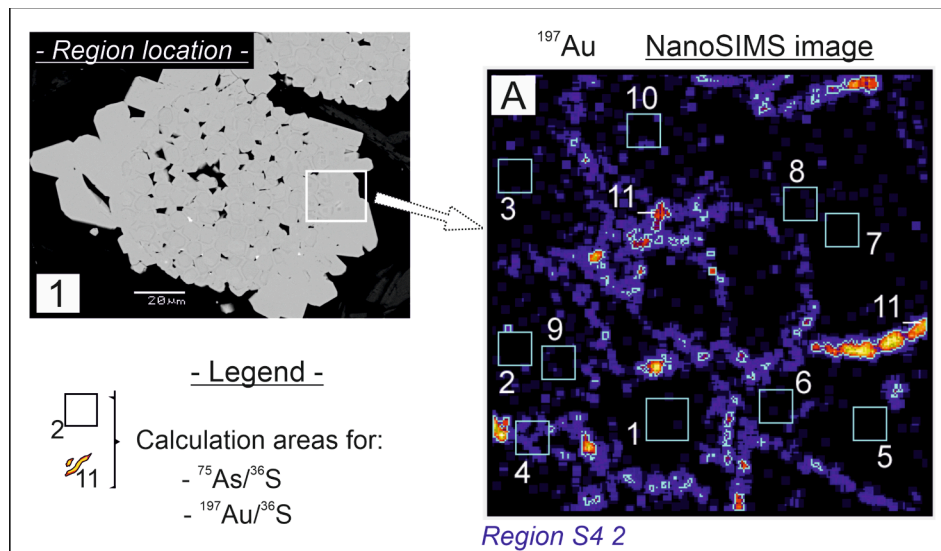 - Region location -
1
20 µm
¹⁹⁷Au NanoSIMS image
A
10
3
11
8
7
11
9
2
6
1
5
4
Region S4 2
- Legend -
2
11
Calculation areas for:
- ⁷⁵As/³⁶S
- ¹⁹⁷Au/³⁶S